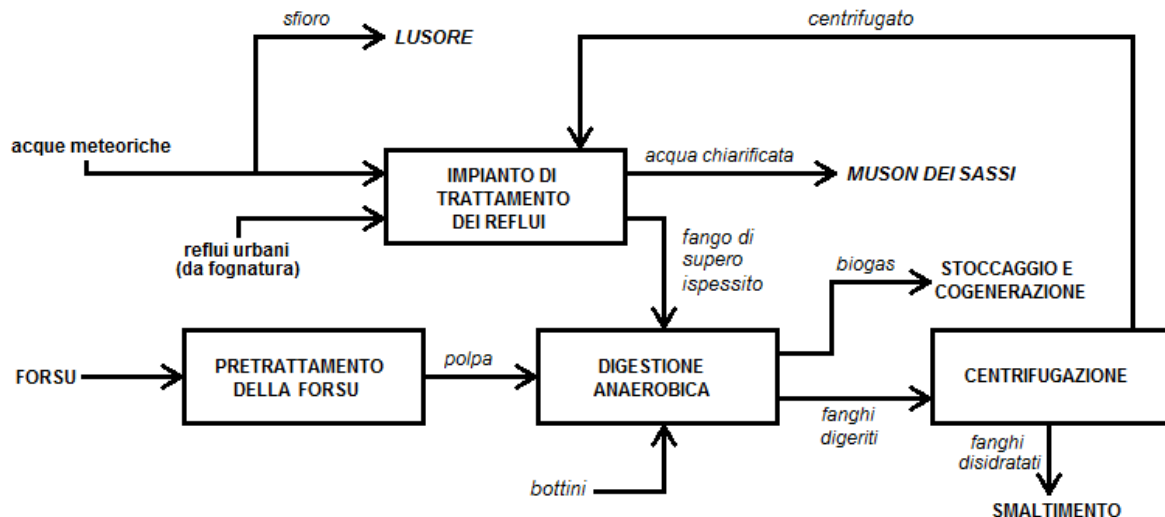 sfioro
LUSORE
centrifugato
acque meteoriche
IMPIANTO DI
TRATTAMENTO
DEI REFLUI
acqua chiarificata
MUSON DEI SASSI
reflui urbani
(da fognatura)
fango di
supero
ispessito
biogas
STOCCAGGIO E
COGENERAZIONE
FORSU
PRETRATTAMENTO
DELLA FORSU
polpa
DIGESTIONE
ANAEROBICA
CENTRIFUGAZIONE
fanghi
digeriti
fanghi
disidratati
bottini
SMALTIMENTO